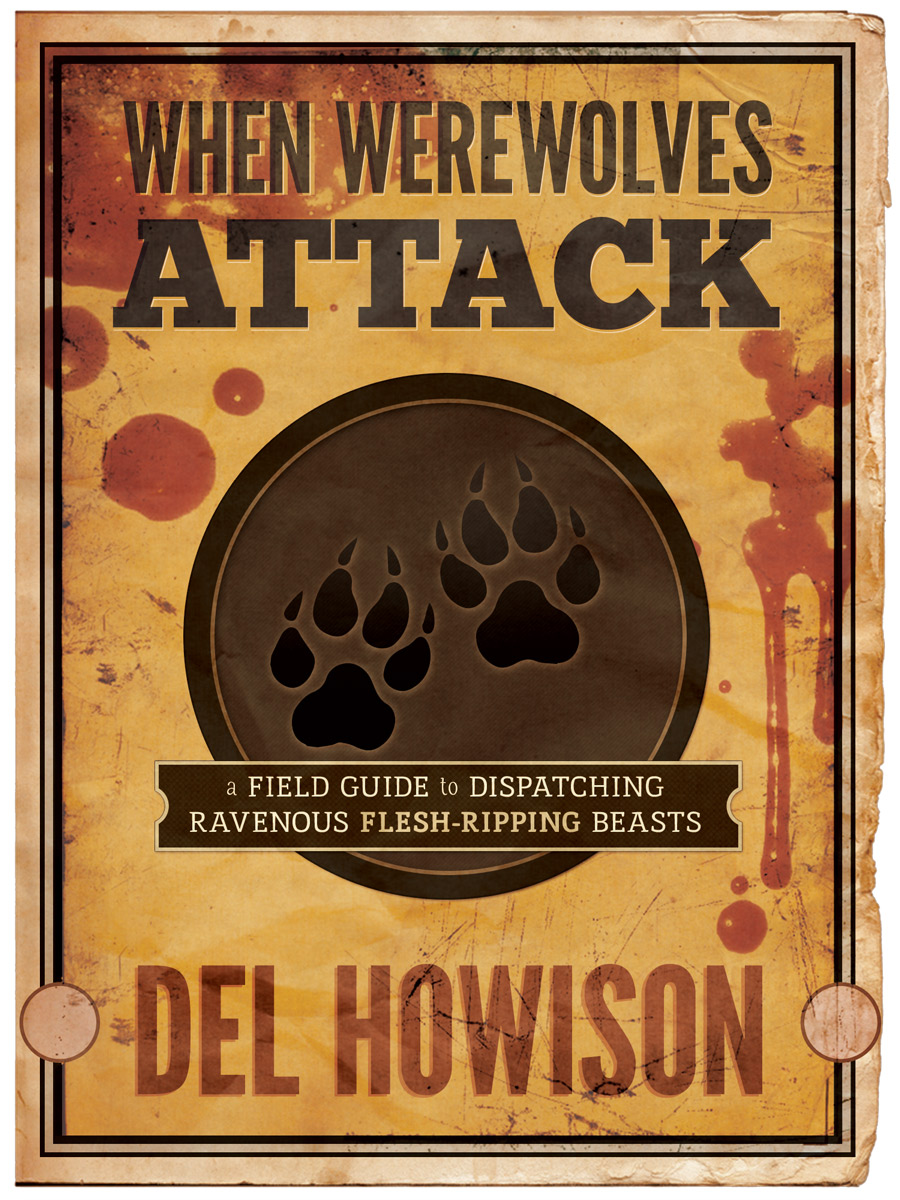 WHEN WEREWOLVES
ATTACK
a FIELD GUIDE to DISPATCHING
RAVENOUS FLESH-RIPPING BEASTS
DEL HOWISON